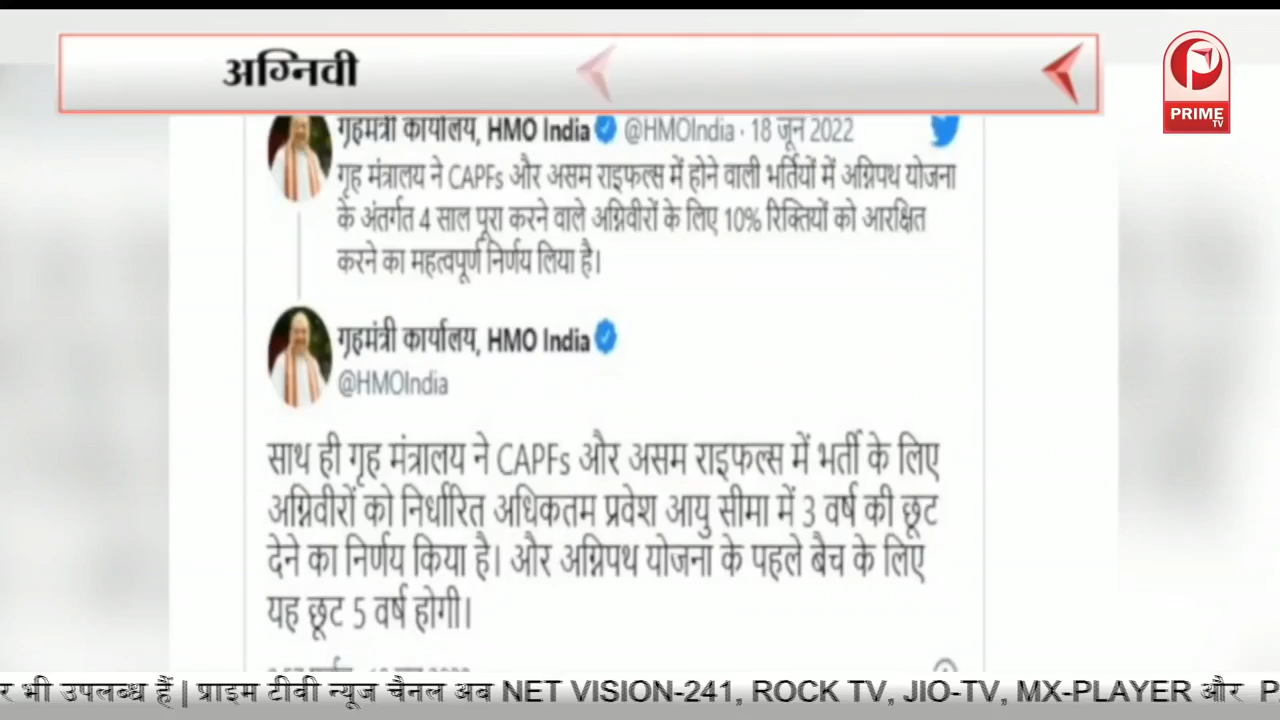 अग्निवी
PRIME
TV
गृहमंत्री कार्यालय, HMO India @HMOIndia · 18 जून 2022
गृह मंत्रालय ने CAPFs और असम राइफल्स में होने वाली भर्तियों में अग्निपथ योजना
के अंतर्गत 4 साल पूरा करने वाले अग्निवीरों के लिए 10% रिक्तियों को आरक्षित
करने का महत्वपूर्ण निर्णय लिया है।
गृहमंत्री कार्यालय, HMO India
@HMOIndia
साथ ही गृह मंत्रालय ने CAPFs और असम राइफल्स में भर्ती के लिए
अग्निवीरों को निर्धारित अधिकतम प्रवेश आयु सीमा में 3 वर्ष की छूट
देने का निर्णय किया है। और अग्निपथ योजना के पहले बैच के लिए
यह छूट 5 वर्ष होगी।
र भी उपलब्ध हैं | प्राइम टीवी न्यूज चैनल अब NET VISION-241, ROCK TV, JIO-TV, MX-PLAYER और P